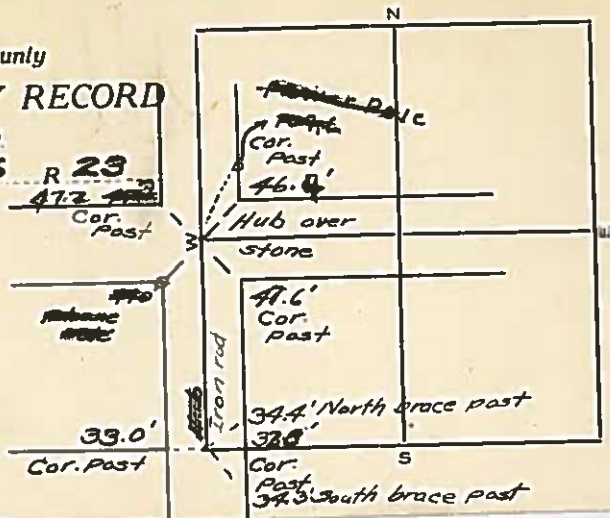 N
unty
RECORD
R 23
Pole
Cor.
Post
46.4'
47.2
Cor.
Post
Hub over
W
E
stone
47.6'
Cor.
Post
Iron rod
34.4' North brace post
33.0'
Cor. Post
Cor.
Post
S
34.3' South brace post